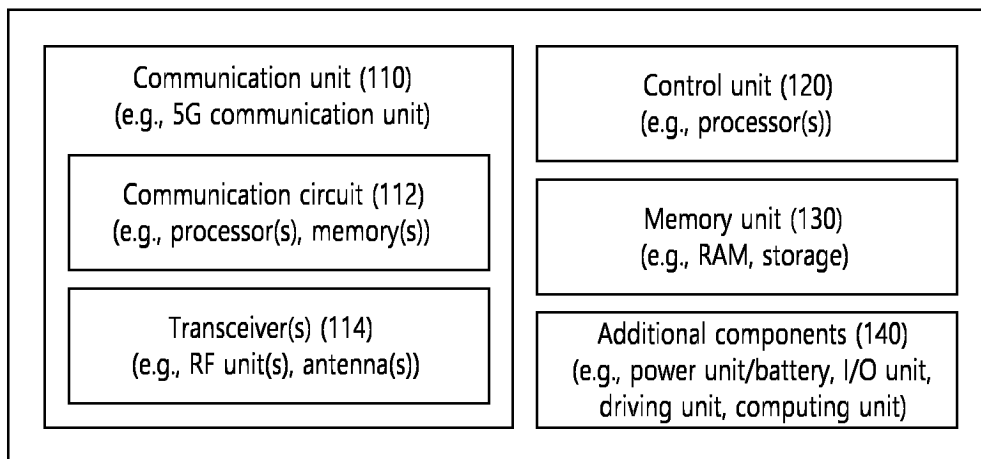 Communication unit (110)
(e.g., 5G communication unit)
Communication circuit (112)
(e.g., processor(s), memory(s))
Transceiver(s) (114)
(e.g., RF unit(s), antenna(s))
Control unit (120)
(e.g., processor(s))
Memory unit (130)
(e.g., RAM, storage)
Additional components (140)
(e.g., power unit/battery, I/O unit,
driving unit, computing unit)